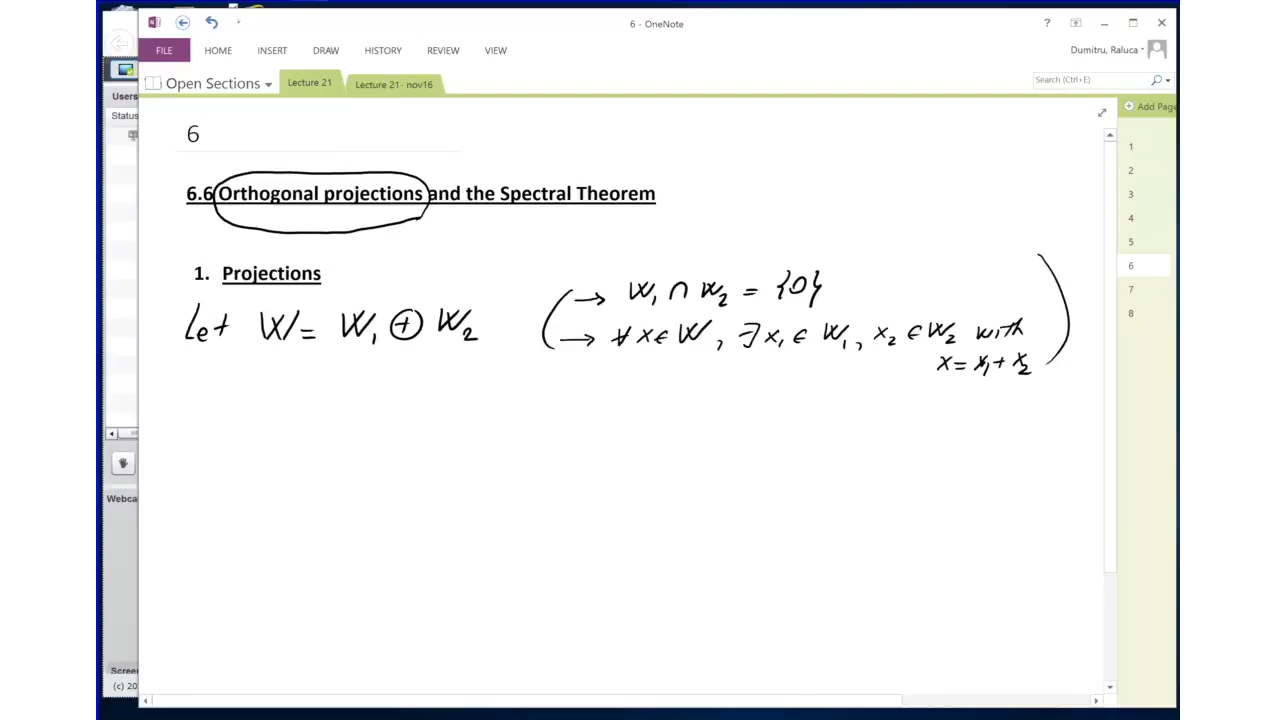 6 - OneNote
?
Dumitru, Raluca
FILE HOME INSERT DRAW HISTORY REVIEW VIEW
Open Sections Lecture 21 Lecture 21- nov16
Search (Ctrl+E)
Add Page
Users
Status
6
1
2
3
4
5
6
7
8
6.6 Orthogonal projections and the Spectral Theorem
1. Projections
Let W = W₁ ⊕ W₂
( → W₁ ∩ W₂ = {0}
→ ∀ x ∈ W, ∃ x₁ ∈ W₁, x₂ ∈ W₂ with
x = x₁ + x₂ )
Webca
Screen
(c) 20